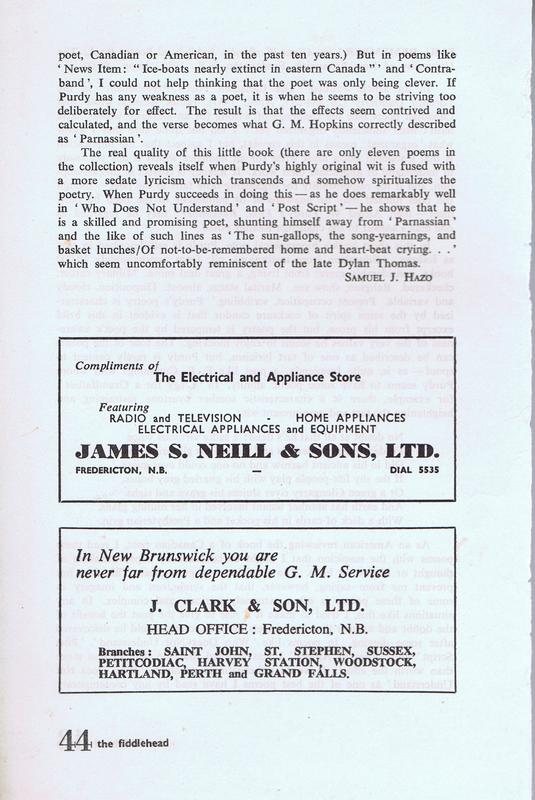 poet, Canadian or American, in the past ten years.) But in poems like
‘ News Item : “ Ice-boats nearly extinct in eastern Canada ” ’ and ‘ Contra-
band ’, I could not help thinking that the poet was only being clever. If
Purdy has any weakness as a poet, it is when he seems to be striving too
deliberately for effect. The result is that the effects seem contrived and
calculated, and the verse becomes what G. M. Hopkins correctly described
as ‘ Parnassian ’.
The real quality of this little book (there are only eleven poems in
the collection) reveals itself when Purdy’s highly original wit is fused with
a more sedate lyricism which transcends and somehow spiritualizes the
poetry. When Purdy succeeds in doing this — as he does remarkably well
in ‘ Who Does Not Understand ’ and ‘ Post Script ’ — he shows that he
is a skilled and promising poet, shunting himself away from ‘ Parnassian ’
and the like of such lines as ‘ The sun-gallops, the song-yearnings, and
basket lunches/Of not-to-be-remembered home and heart-beat crying. . . ’
which seem uncomfortably reminiscent of the late Dylan Thomas.
SAMUEL J. HAZO
Compliments of
The Electrical and Appliance Store
Featuring
RADIO and TELEVISION - HOME APPLIANCES
ELECTRICAL APPLIANCES and EQUIPMENT
JAMES S. NEILL & SONS, LTD.
FREDERICTON, N.B. — DIAL 5535
In New Brunswick you are
never far from dependable G. M. Service
J. CLARK & SON, LTD.
HEAD OFFICE : Fredericton, N.B.
Branches : SAINT JOHN, ST. STEPHEN, SUSSEX,
PETITCODIAC, HARVEY STATION, WOODSTOCK,
HARTLAND, PERTH and GRAND FALLS.
44 the fiddlehead